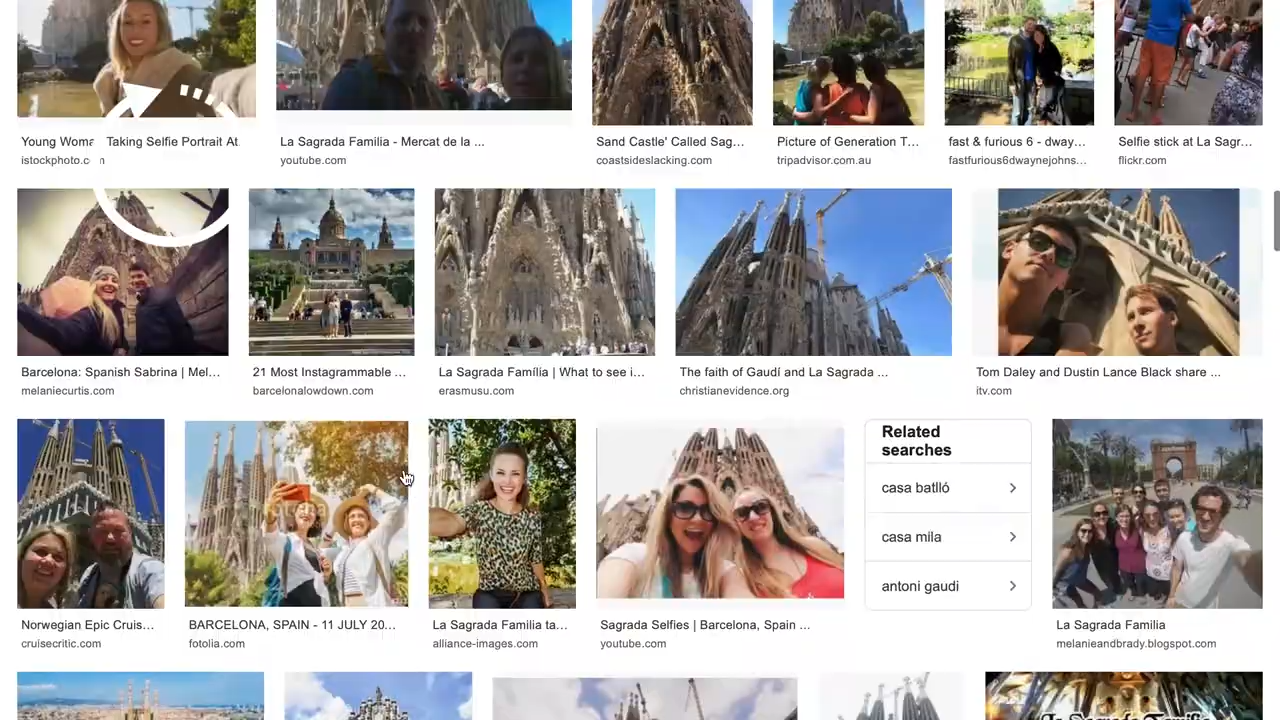 Young Woma Taking Selfie Portrait At
istockphoto.c m
La Sagrada Familia - Mercat de la ...
youtube.com
Sand Castle' Called Sag...
coastsideslacking.com
Picture of Generation T...
tripadvisor.com.au
fast & furious 6 - dway...
fastfurious6dwaynejohns...
Selfie stick at La Sagr...
flickr.com
Barcelona: Spanish Sabrina | Mel...
melaniecurtis.com
21 Most Instagrammable ...
barcelonalowdown.com
La Sagrada Família | What to see i...
erasmusu.com
The faith of Gaudí and La Sagrada ...
christianevidence.org
Tom Daley and Dustin Lance Black share ...
itv.com
Norwegian Epic Cruis...
cruisecritic.com
fotolia
BARCELONA, SPAIN - 11 JULY 20...
fotolia.com
La Sagrada Familia ta...
alliance-images.com
Sagrada Selfies | Barcelona, Spain ...
youtube.com
Related
searches
casa batlló
casa mila
antoni gaudi
La Sagrada Familia
melanieandbrady.blogspot.com